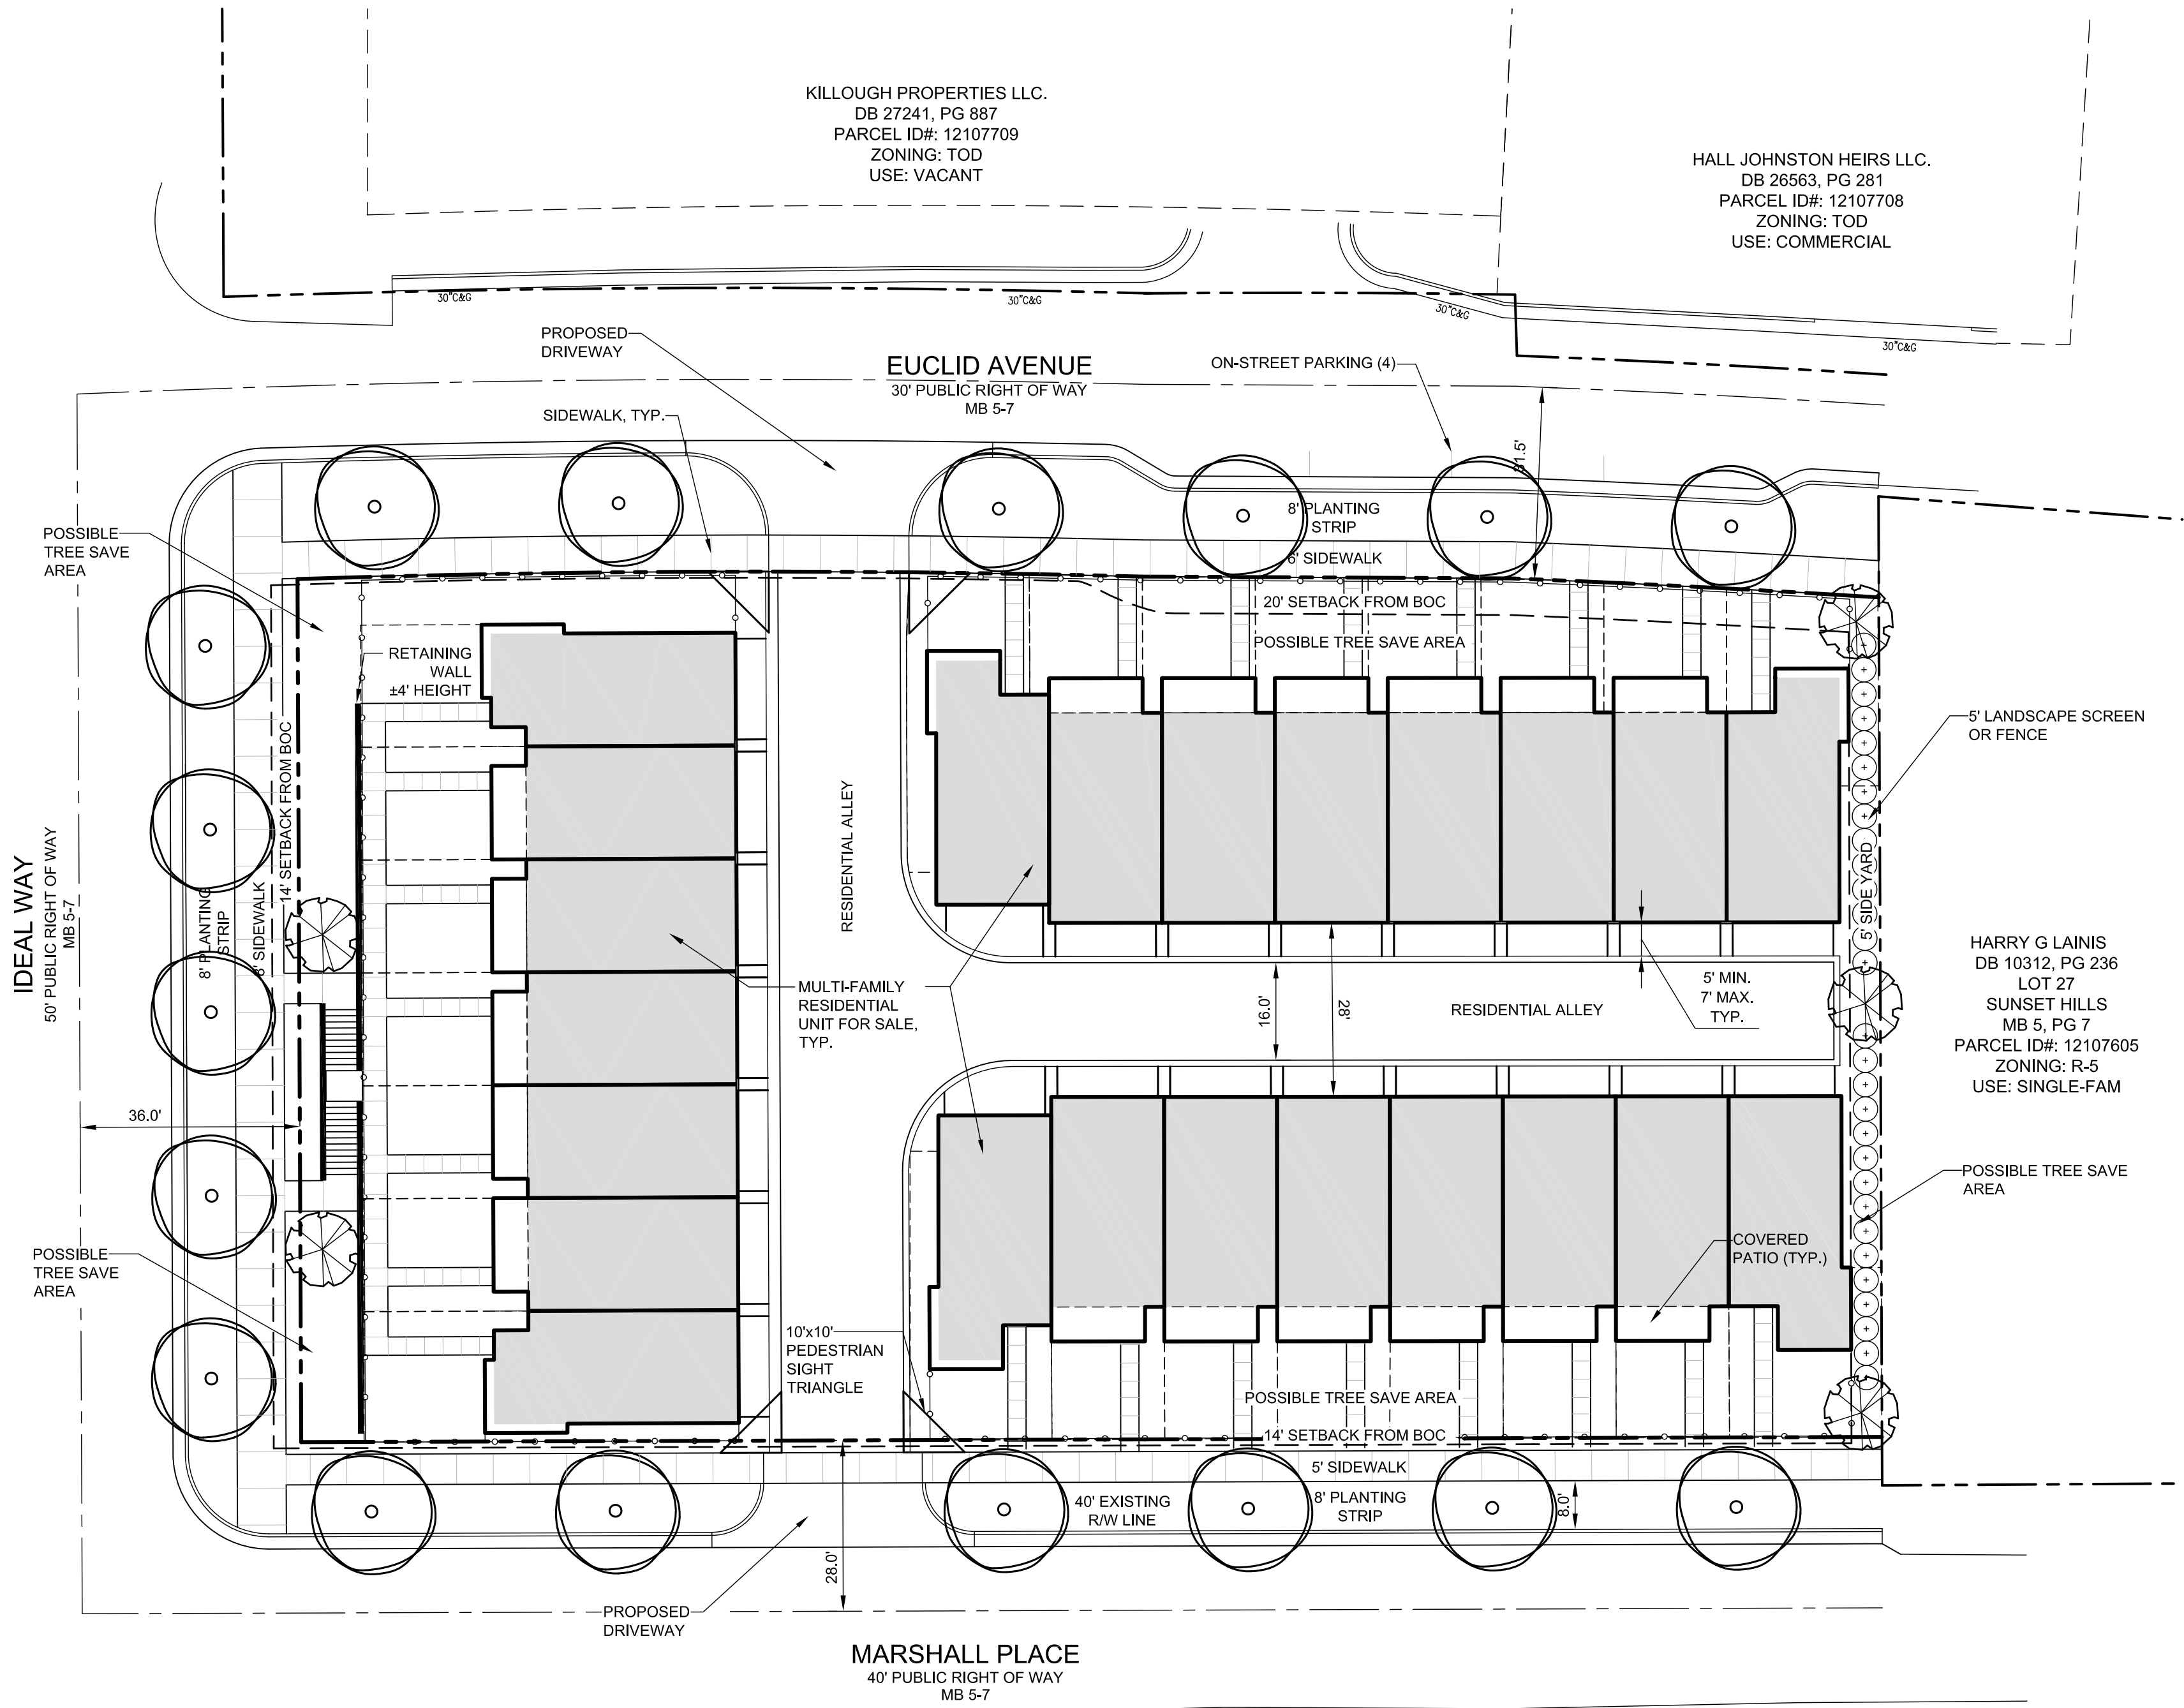 KILLOUGH PROPERTIES LLC.
DB 27241, PG 887
PARCEL ID#: 12107709
ZONING: TOD
USE: VACANT
HALL JOHNSTON HEIRS LLC.
DB 26563, PG 281
PARCEL ID#: 12107708
ZONING: TOD
USE: COMMERCIAL
30"C&G
30"C&G
30"C&G
30"C&G
PROPOSED
DRIVEWAY
EUCLID AVENUE
30' PUBLIC RIGHT OF WAY
MB 5-7
ON-STREET PARKING (4)
SIDEWALK, TYP.
31.5'
8' PLANTING
STRIP
6' SIDEWALK
POSSIBLE
TREE SAVE
AREA
20' SETBACK FROM BOC
POSSIBLE TREE SAVE AREA
RETAINING
WALL
±4' HEIGHT
14' SETBACK FROM BOC
5' LANDSCAPE SCREEN
OR FENCE
RESIDENTIAL ALLEY
IDEAL WAY
50' PUBLIC RIGHT OF WAY
MB 5-7
8' PLANTING
STRIP
6' SIDEWALK
5' SIDE YARD
HARRY G LAINIS
DB 10312, PG 236
LOT 27
SUNSET HILLS
MB 5, PG 7
PARCEL ID#: 12107605
ZONING: R-5
USE: SINGLE-FAM
MULTI-FAMILY
RESIDENTIAL
UNIT FOR SALE,
TYP.
16.0'
28'
RESIDENTIAL ALLEY
5' MIN.
7' MAX.
TYP.
36.0'
POSSIBLE TREE SAVE
AREA
COVERED
PATIO (TYP.)
POSSIBLE
TREE SAVE
AREA
10'x10'
PEDESTRIAN
SIGHT
TRIANGLE
POSSIBLE TREE SAVE AREA
14' SETBACK FROM BOC
5' SIDEWALK
40' EXISTING
R/W LINE
8' PLANTING
STRIP
8.0'
28.0'
PROPOSED
DRIVEWAY
MARSHALL PLACE
40' PUBLIC RIGHT OF WAY
MB 5-7